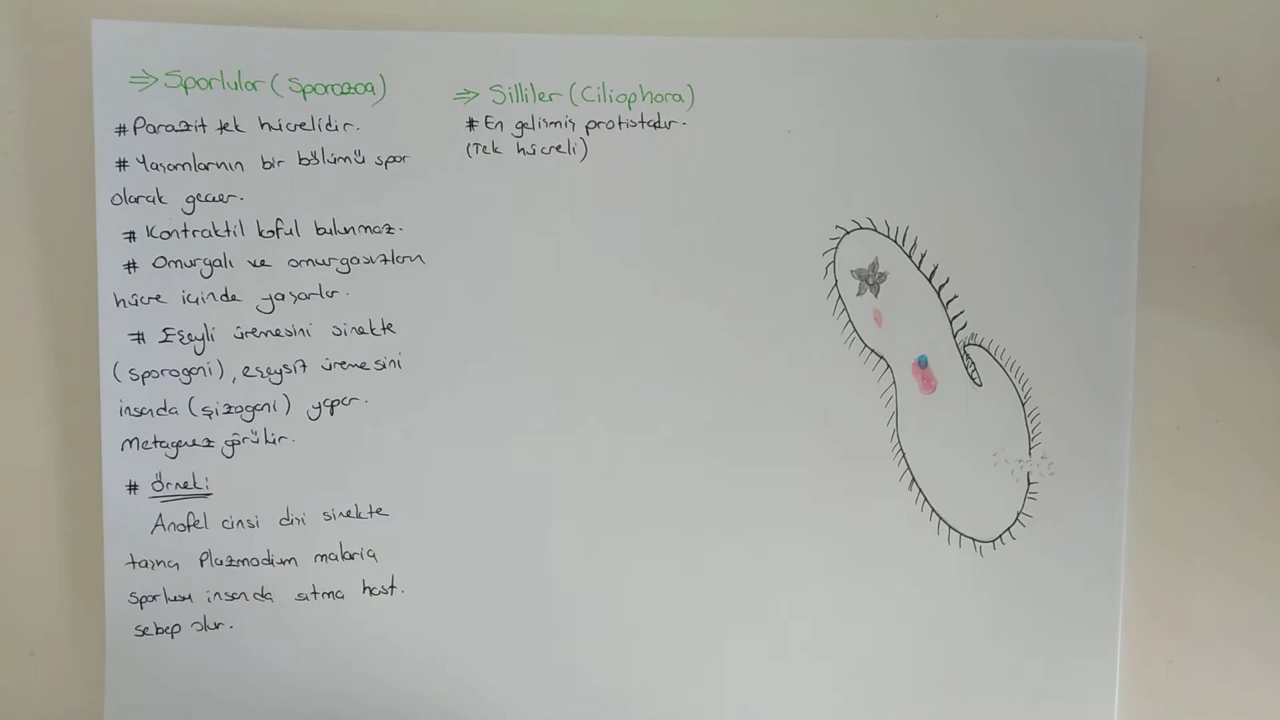 ⇒ Sporlular (Sporozoa)
# Parazit tek hücrelidir.
# Yaşamlarının bir bölümü spor
olarak geçer.
# Kontraktil koful bulunmaz.
# Omurgalı ve omurgasızların
hücre içinde yaşarlar.
# Eşeyli üremesini sinekte
(sporogoni), eşeysiz üremesini
insanda (şizogoni) yapar.
Metagenez görülür.
# Örnek:
Anofel cinsi dişi sinekte
taşınan Plazmodium malaria
sporlusu insanda sıtma hast.
sebep olur.
⇒ Silliler (Ciliophora)
# En gelişmiş protistadır.
(Tek hücreli)